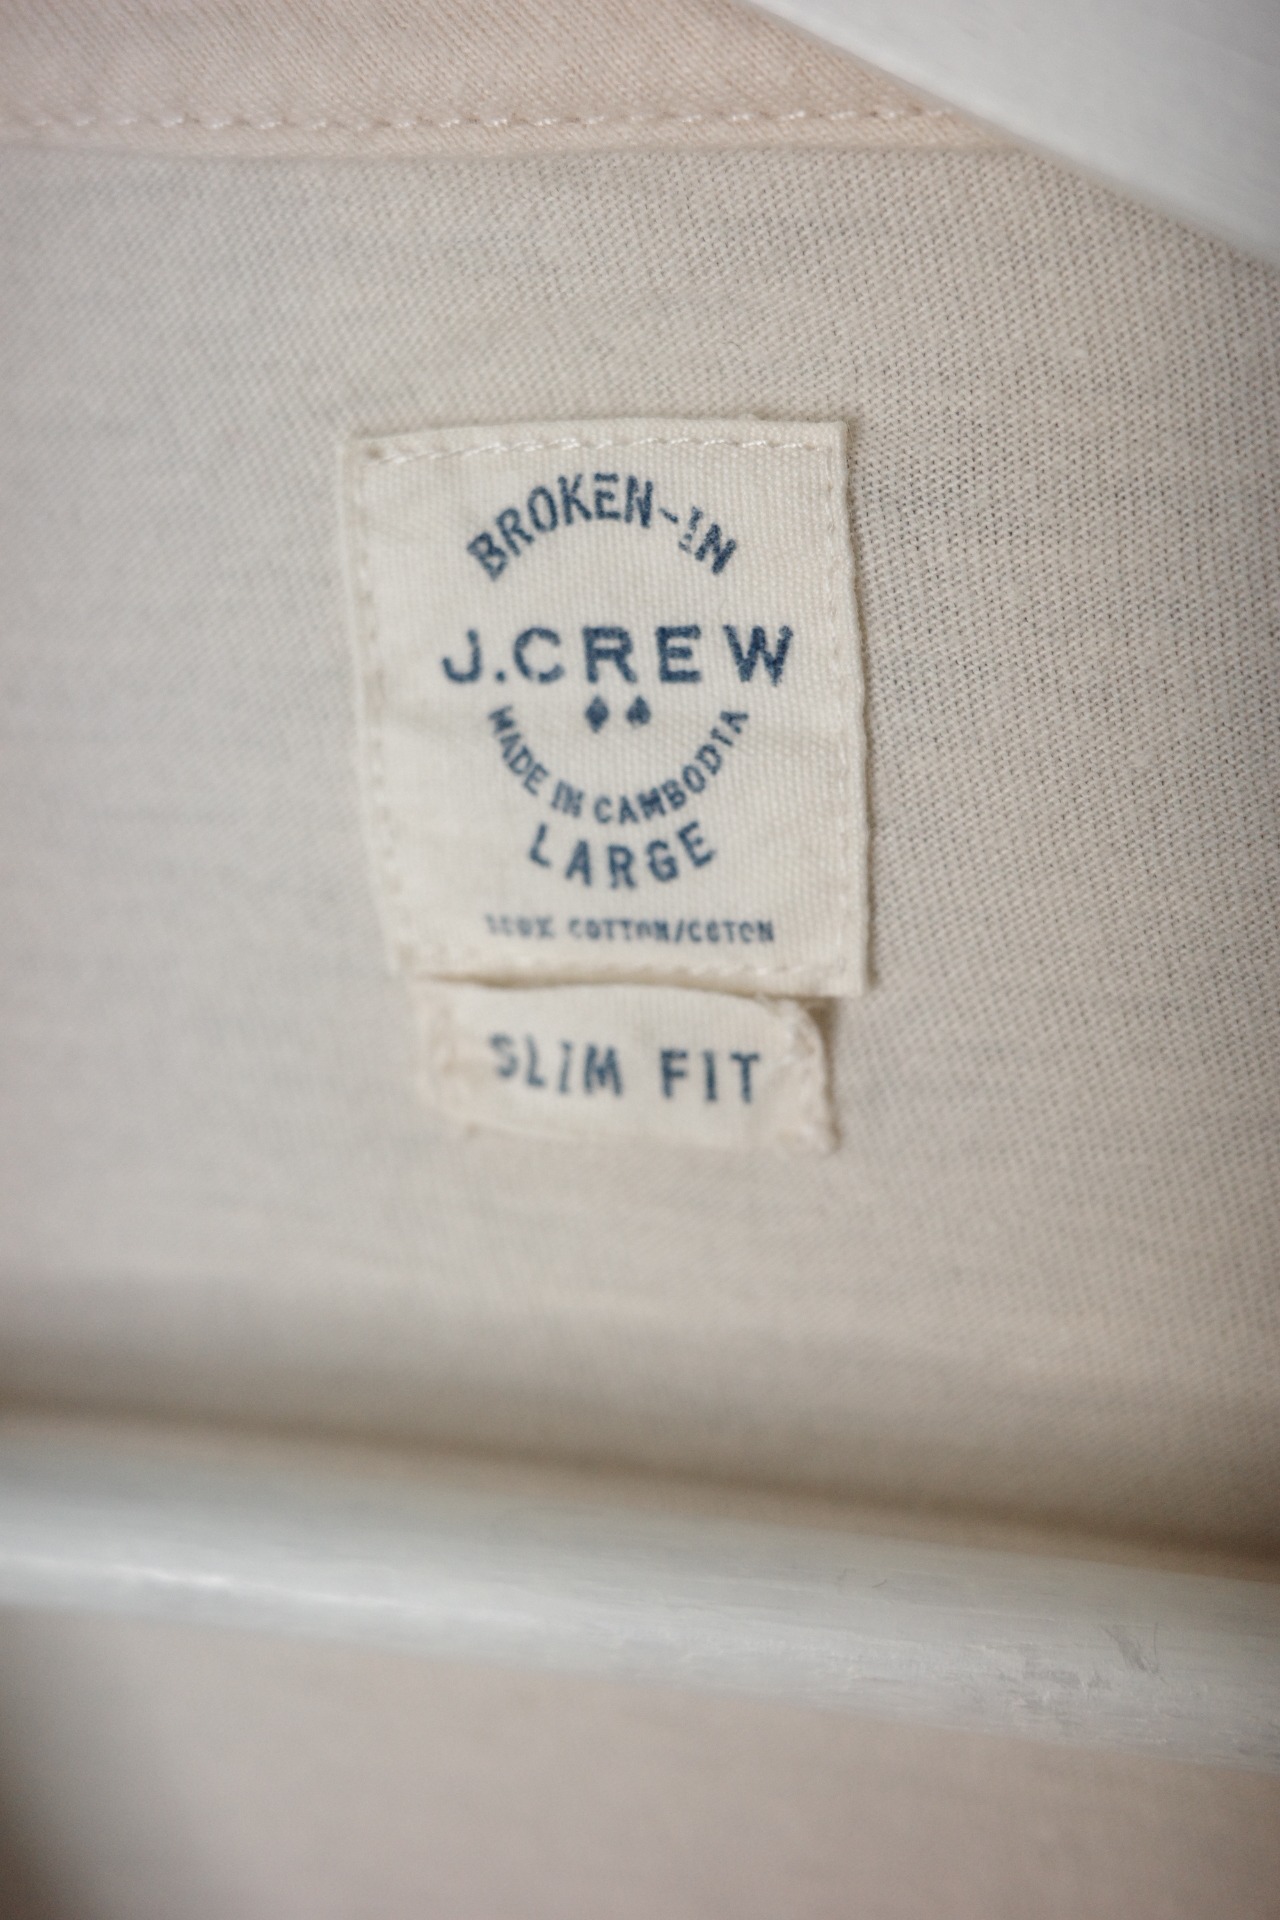 BROKEN-IN
J.CREW
MADE IN CAMBODIA
LARGE
100% COTTON/COTON
SLIM FIT